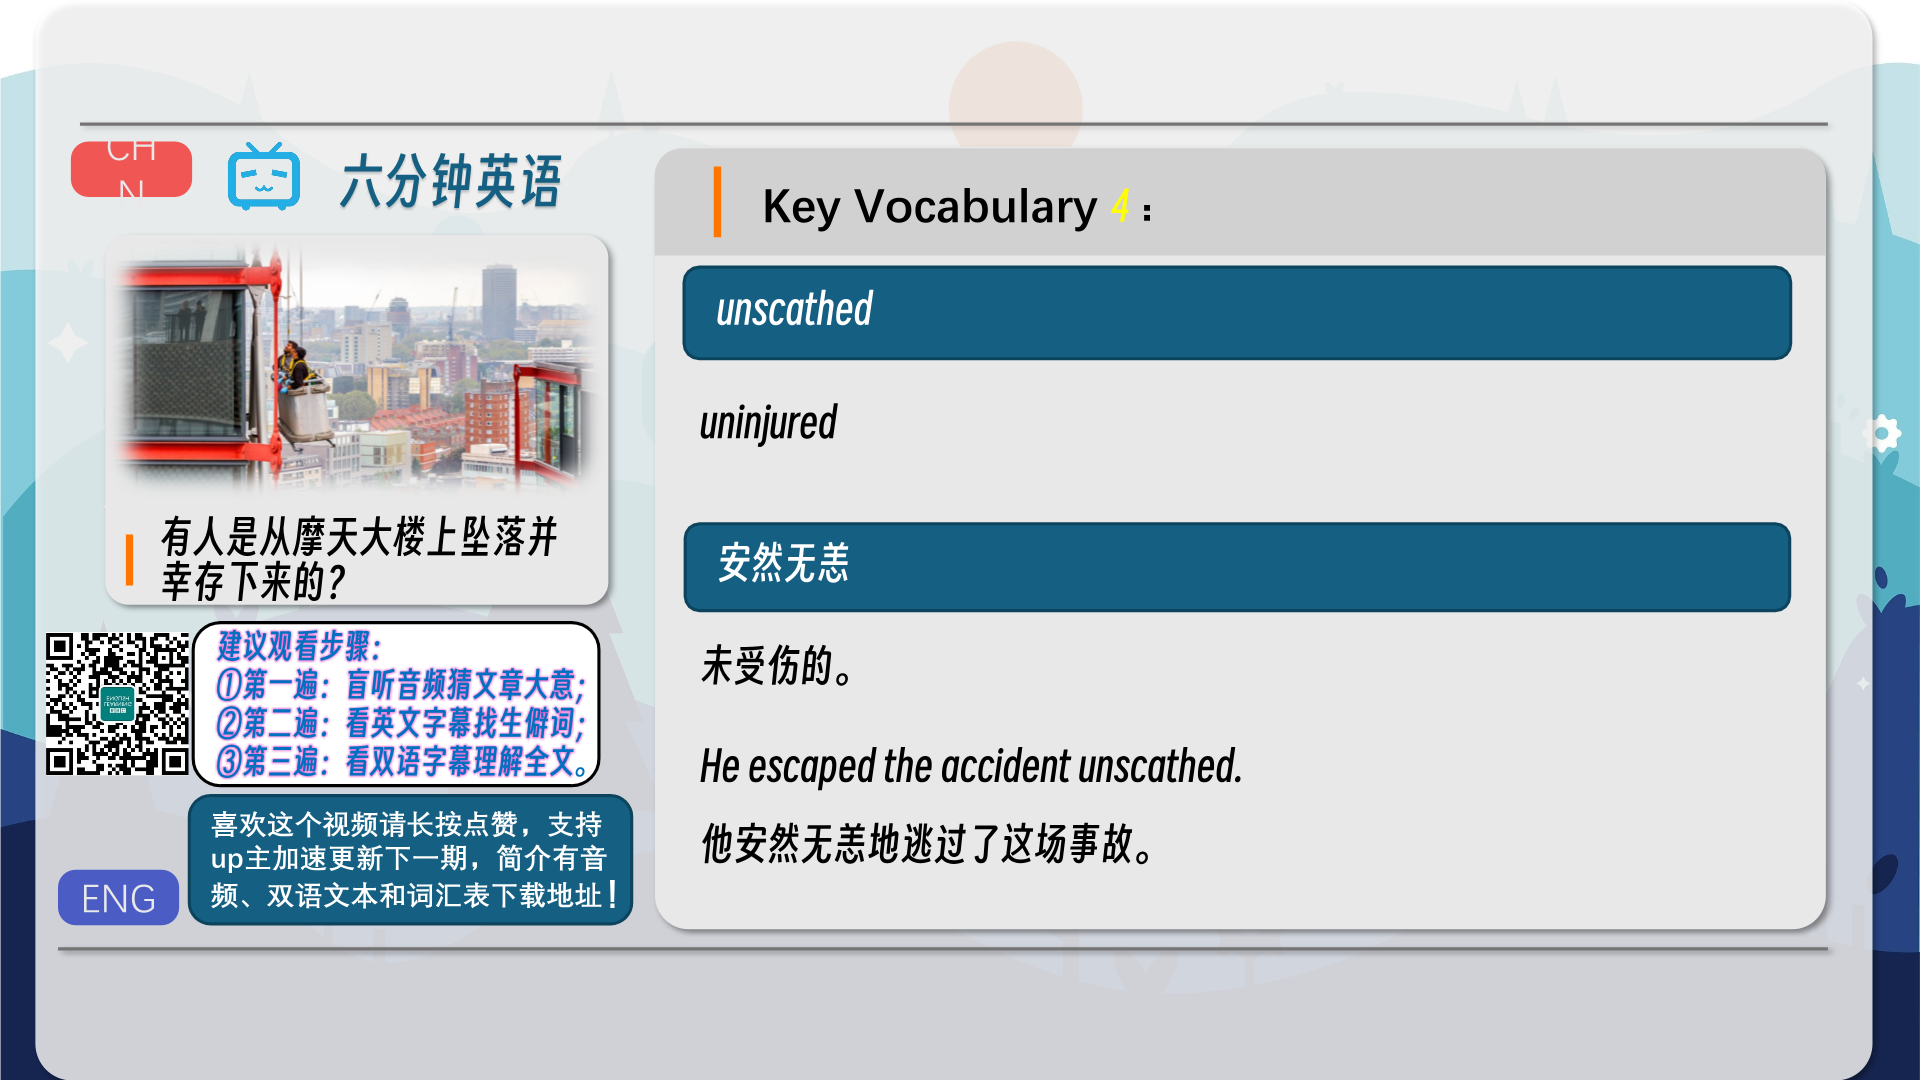 CH
N
六分钟英语
有人是从摩天大楼上坠落并
幸存下来的？
建议观看步骤：
①第一遍：盲听音频猜文章大意；
②第二遍：看英文字幕找生僻词；
③第三遍：看双语字幕理解全文。
喜欢这个视频请长按点赞，支持
up主加速更新下一期，简介有音
频、双语文本和词汇表下载地址！
ENG
Key Vocabulary 4：
unscathed
uninjured
安然无恙
未受伤的。
He escaped the accident unscathed.
他安然无恙地逃过了这场事故。